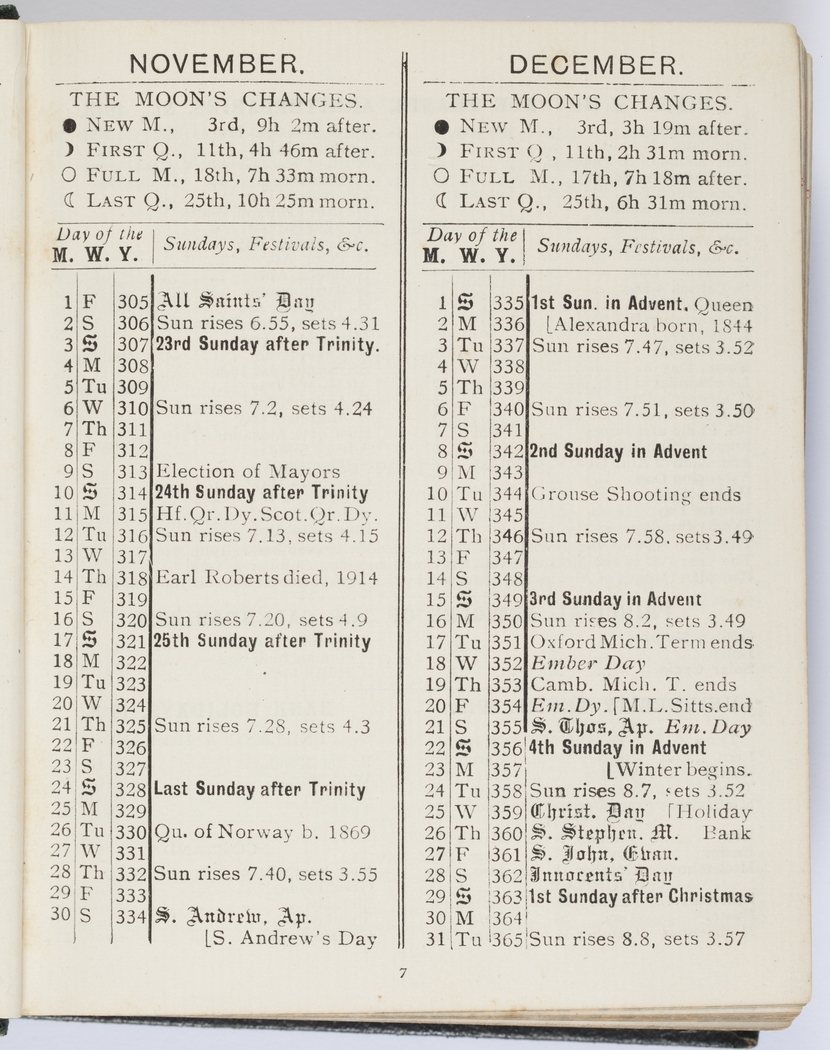 NOVEMBER.
THE MOON'S CHANGES.
● NEW M., 3rd, 9h 2m after.
☽ FIRST Q., 11th, 4h 46m after.
○ FULL M., 18th, 7h 33m morn.
☾ LAST Q., 25th, 10h 25m morn.
Day of the
M. W. Y. Sundays, Festivals, &c.
1 F 305 All Saints' Day
2 S 306 Sun rises 6.55, sets 4.31
3 S 307 23rd Sunday after Trinity.
4 M 308
5 Tu 309
6 W 310 Sun rises 7.2, sets 4.24
7 Th 311
8 F 312
9 S 313 Election of Mayors
10 S 314 24th Sunday after Trinity
11 M 315 Hf.Qr.Dy.Scot.Qr.Dy.
12 Tu 316 Sun rises 7.13, sets 4.15
13 W 317
14 Th 318 Earl Roberts died, 1914
15 F 319
16 S 320 Sun rises 7.20, sets 4.9
17 S 321 25th Sunday after Trinity
18 M 322
19 Tu 323
20 W 324
21 Th 325 Sun rises 7.28, sets 4.3
22 F 326
23 S 327
24 S 328 Last Sunday after Trinity
25 M 329
26 Tu 330 Qu. of Norway b. 1869
27 W 331
28 Th 332 Sun rises 7.40, sets 3.55
29 F 333
30 S 334 S. Andrew, Ap.
[S. Andrew's Day
DECEMBER.
THE MOON'S CHANGES.
● NEW M., 3rd, 3h 19m after.
☽ FIRST Q , 11th, 2h 31m morn.
○ FULL M., 17th, 7h 18m after.
☾ LAST Q., 25th, 6h 31m morn.
Day of the
M. W. Y. Sundays, Festivals, &c.
1 S 335 1st Sun. in Advent, Queen
2 M 336 [Alexandra born, 1844
3 Tu 337 Sun rises 7.47, sets 3.52
4 W 338
5 Th 339
6 F 340 Sun rises 7.51, sets 3.50
7 S 341
8 S 342 2nd Sunday in Advent
9 M 343
10 Tu 344 Grouse Shooting ends
11 W 345
12 Th 346 Sun rises 7.58, sets 3.49
13 F 347
14 S 348
15 S 349 3rd Sunday in Advent
16 M 350 Sun rises 8.2, sets 3.49
17 Tu 351 Oxford Mich. Term ends
18 W 352 Ember Day
19 Th 353 Camb. Mich. T. ends
20 F 354 Em. Dy. [M.L.Sitts.end
21 S 355 S. Thos, Ap. Em. Day
22 S 356 4th Sunday in Advent
23 M 357 [Winter begins.
24 Tu 358 Sun rises 8.7, sets 3.52
25 W 359 Christ. Day [Holiday
26 Th 360 S. Stephen. M. Bank
27 F 361 S. John, Evan.
28 S 362 Innocents' Day
29 S 363 1st Sunday after Christmas
30 M 364
31 Tu 365 Sun rises 8.8, sets 3.57
7